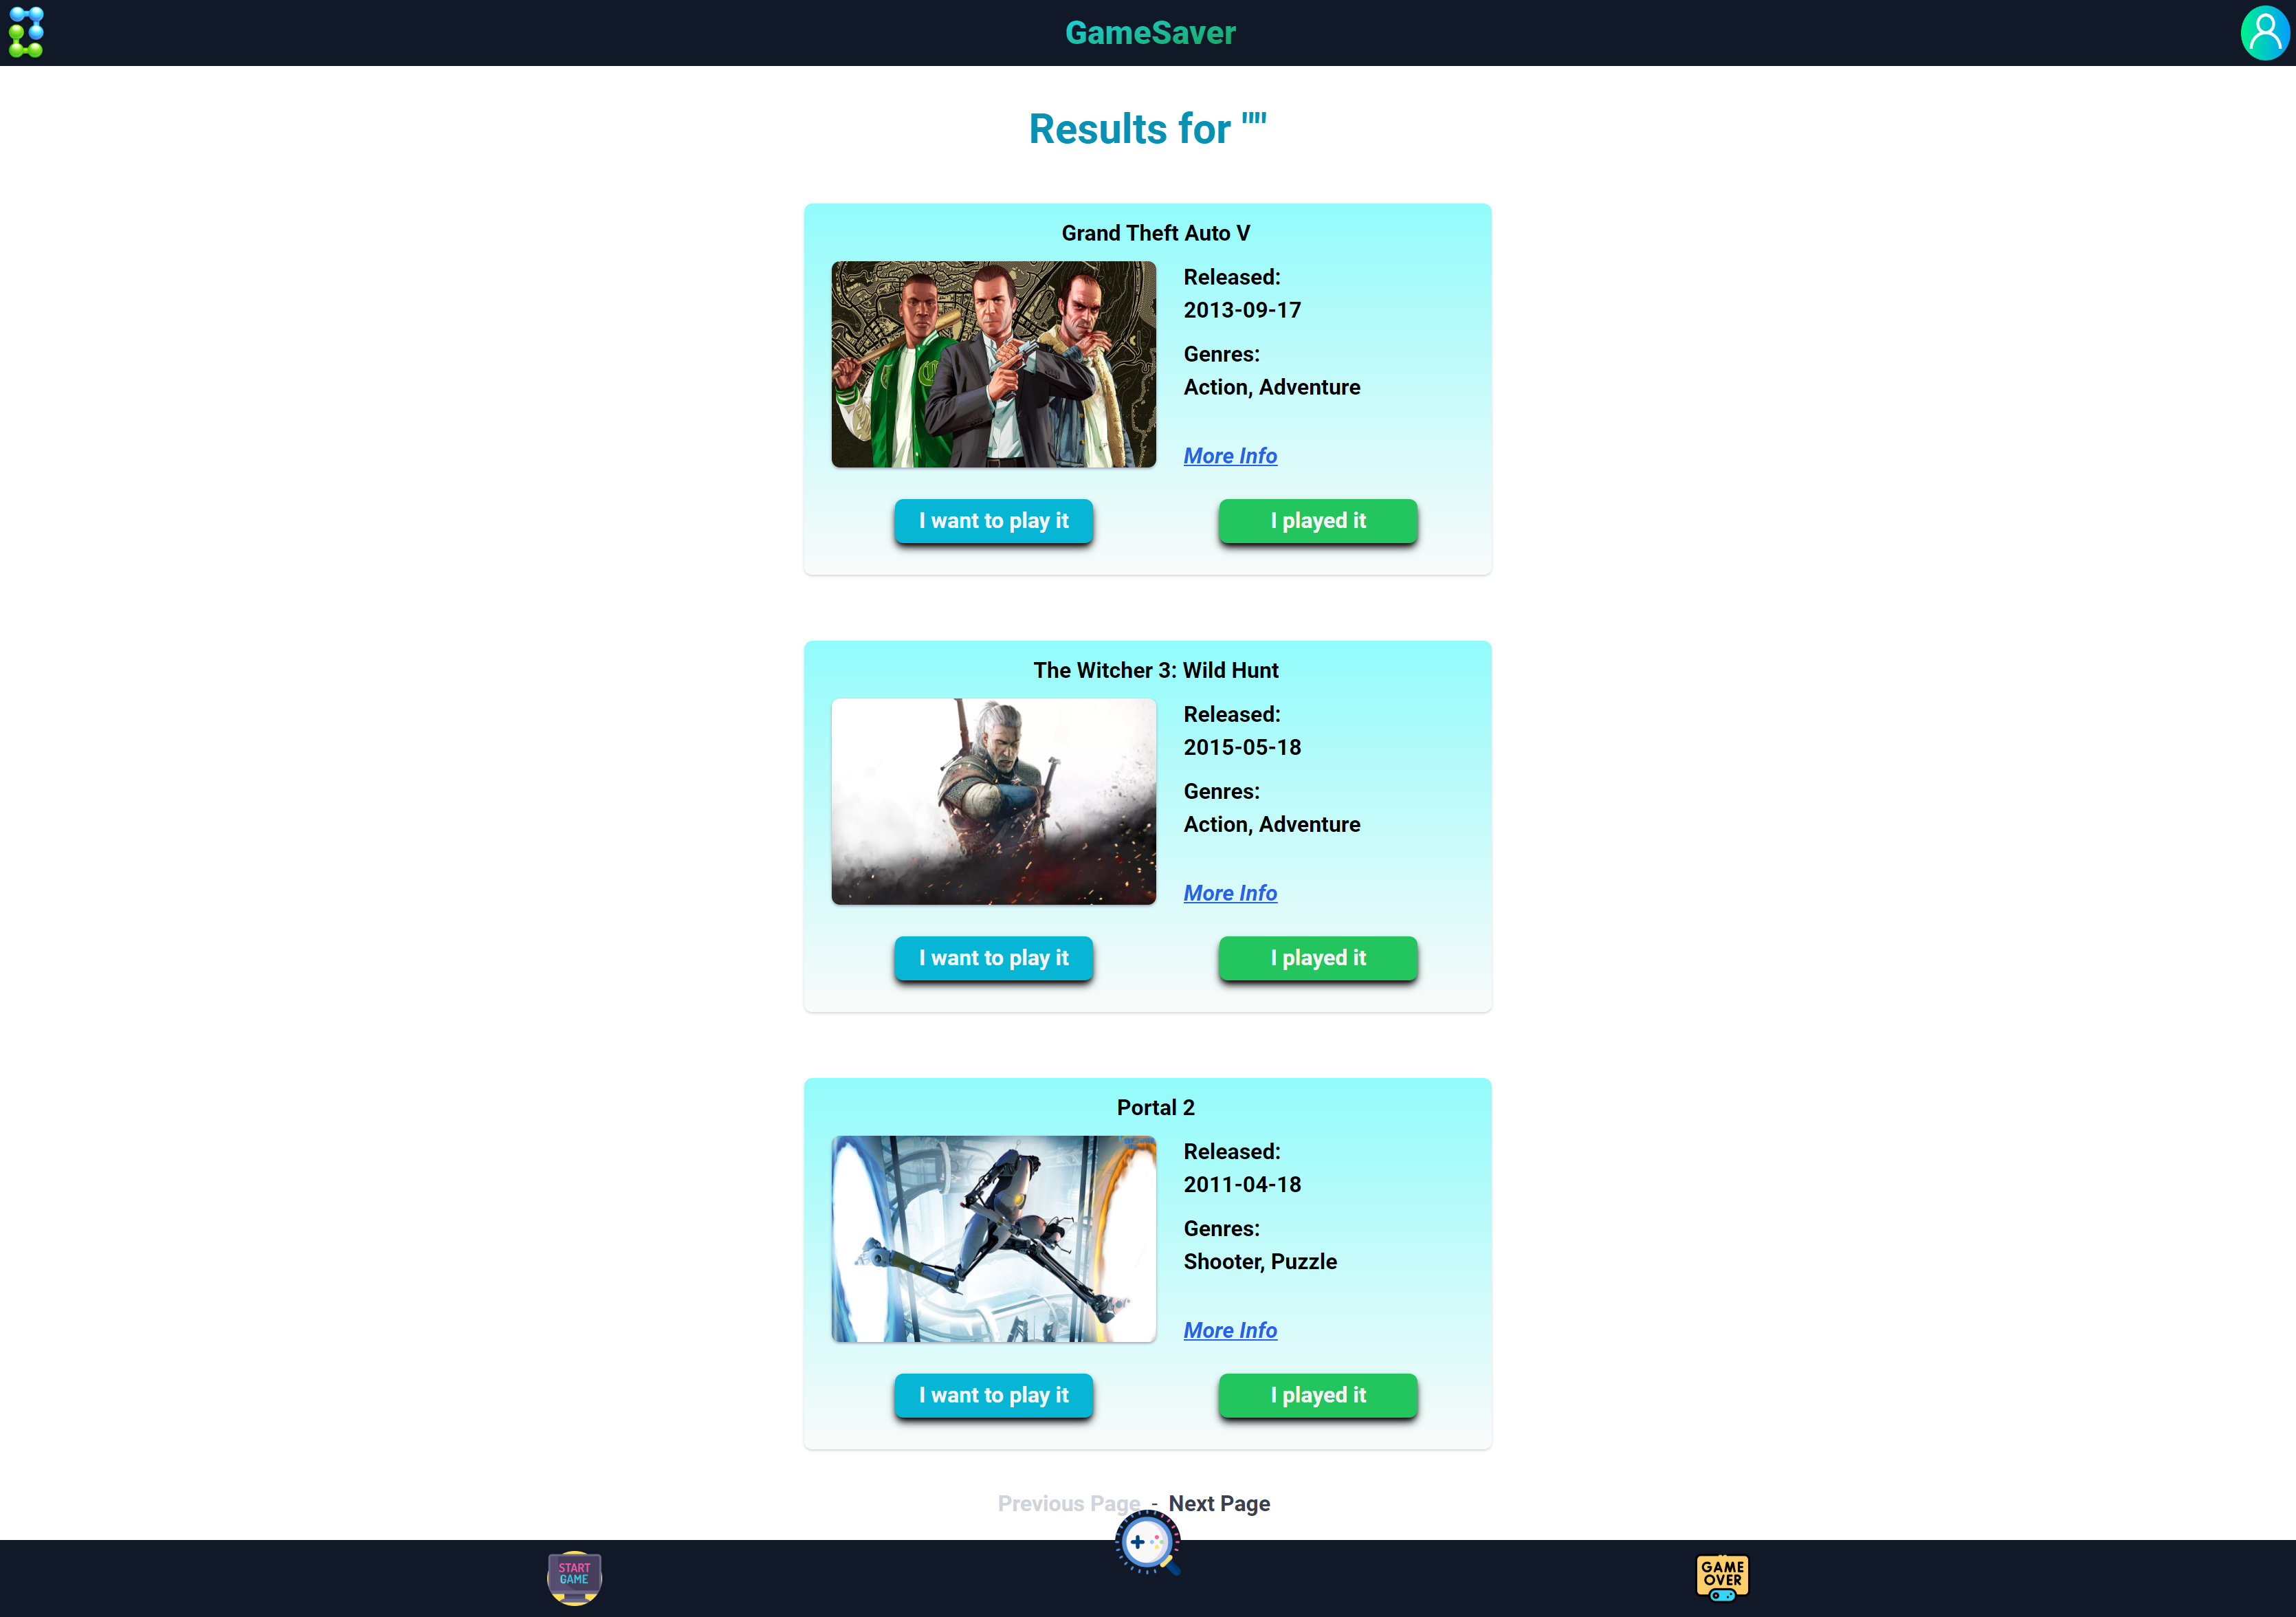 GameSaver
Results for ""
Grand Theft Auto V
Released:
2013-09-17
Genres:
Action, Adventure
More Info
I want to play it
I played it
The Witcher 3: Wild Hunt
Released:
2015-05-18
Genres:
Action, Adventure
More Info
I want to play it
I played it
Portal 2
Released:
2011-04-18
Genres:
Shooter, Puzzle
More Info
I want to play it
I played it
Previous Page - Next Page
START
GAME
GAME
OVER